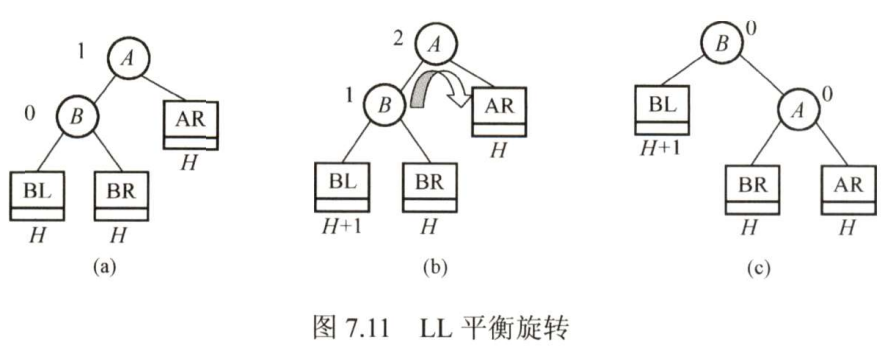 1 A
0 B AR
H
BL BR
H H
(a)
2 A
1 B AR
H
BL BR
H+1 H
(b)
B 0
BL A 0
H+1
BR AR
H H
(c)
图 7.11 LL 平衡旋转